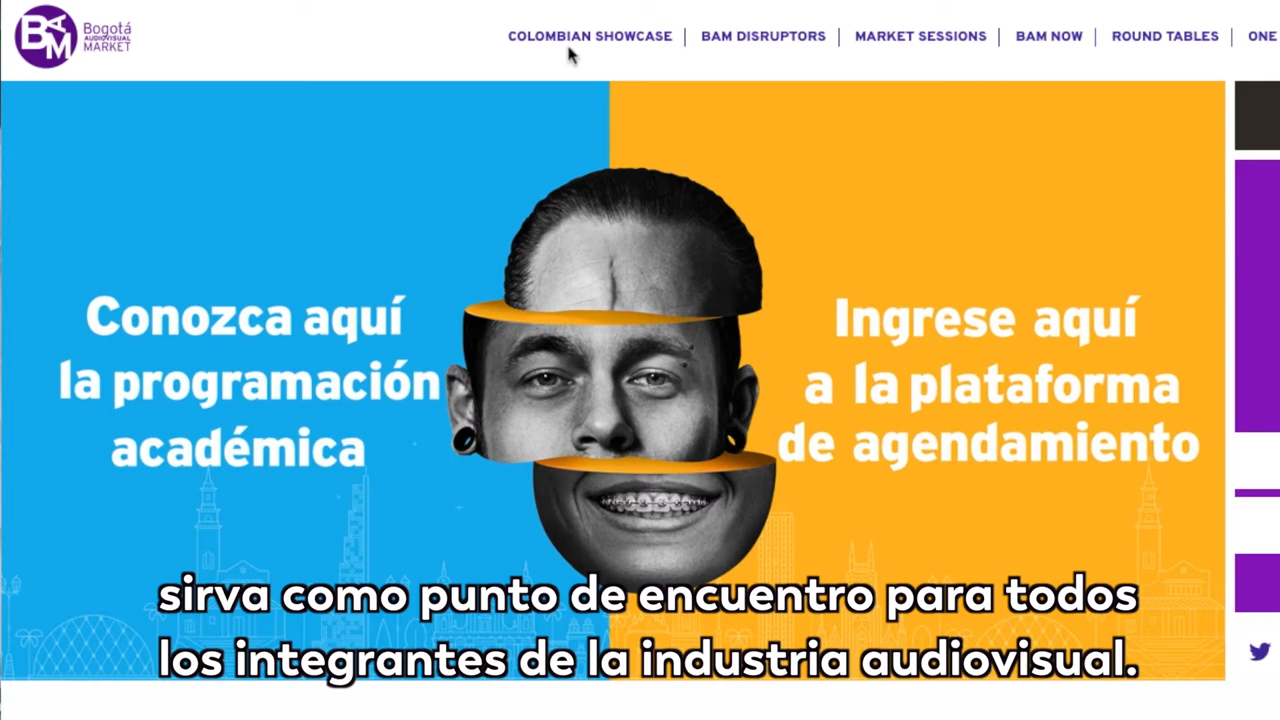 BAM
Bogotá
AUDIOVISUAL
MARKET
COLOMBIAN SHOWCASE
BAM DISRUPTORS
MARKET SESSIONS
BAM NOW
ROUND TABLES
ONE
Conozca aquí
la programación
académica
Ingrese aquí
a la plataforma
de agendamiento
sirva como punto de encuentro para todos
los integrantes de la industria audiovisual.